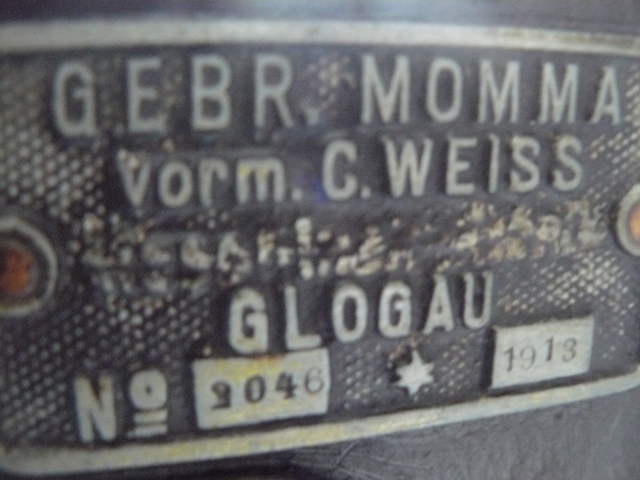 GEBR. MOMMA
vorm. C. WEISS
GLOGAU
Nº 2046 1913